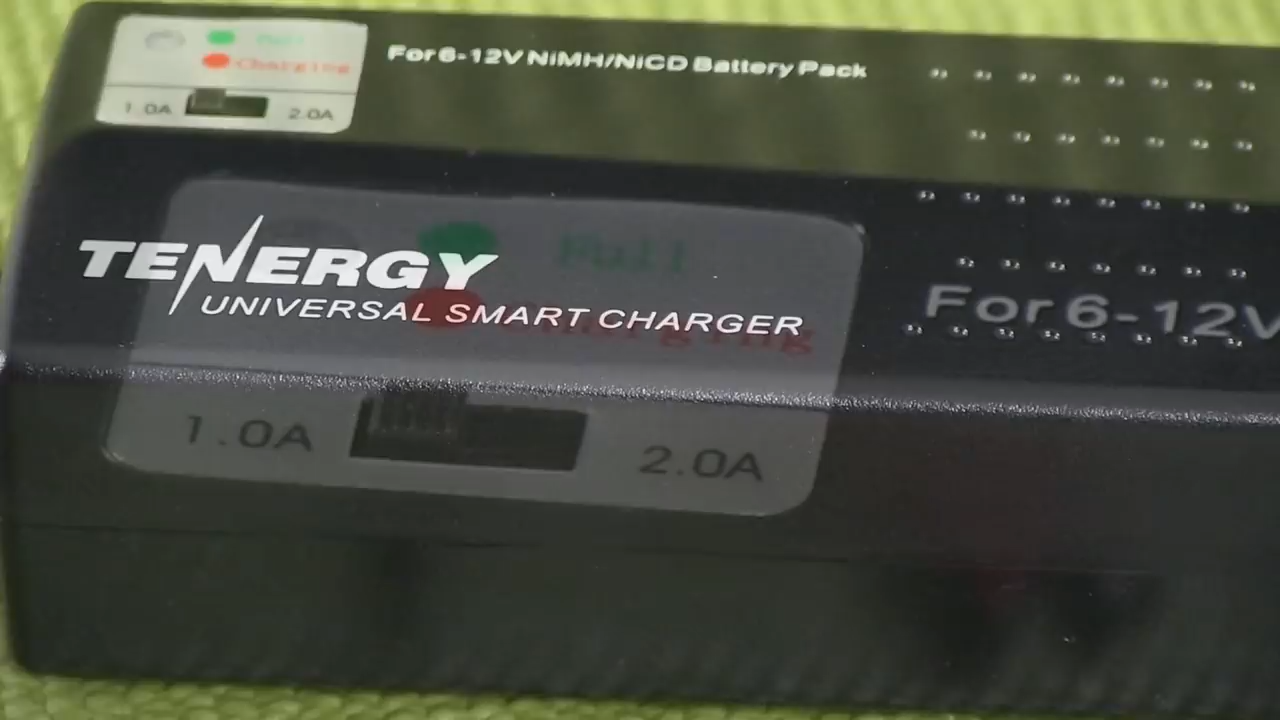 Full
Charging
For 6-12V NiMH/NiCD Battery Pack
1.0A 2.0A
TENERGY
UNIVERSAL SMART CHARGER
Full
Charging
For 6-12V
1.0A 2.0A